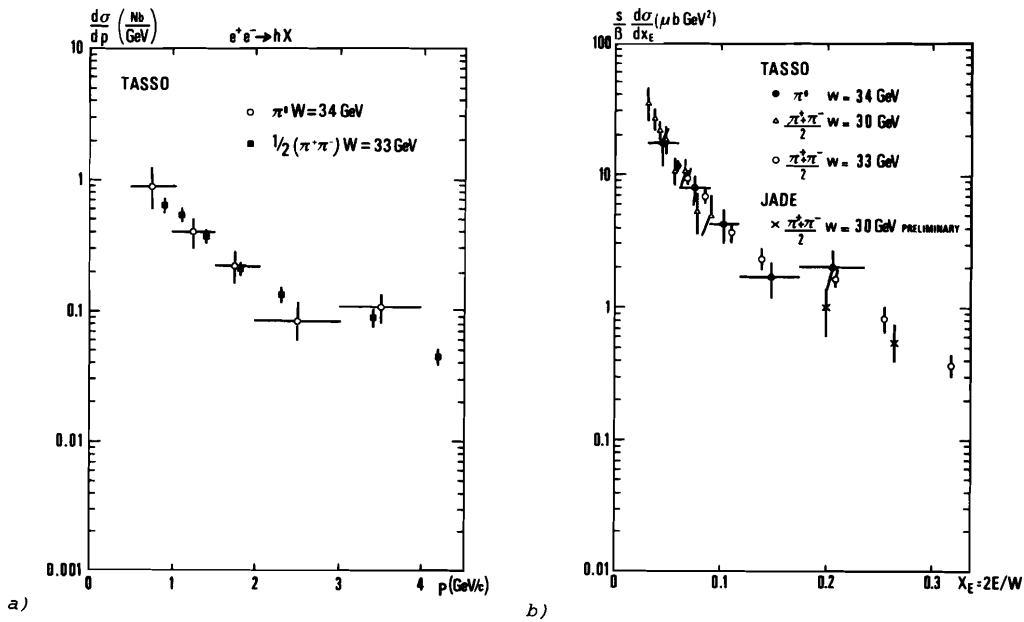 dσ/dp (Nb/GeV)
e⁺e⁻→hX
TASSO
○ π⁰ W=34 GeV
■ 1/2 (π⁺π⁻) W=33 GeV
10
1
0.1
0.01
0.001
0 1 2 3 4
p (GeV/c)
a)
s/β dσ/dx_E (μb GeV²)
TASSO
● π⁰ W = 34 GeV
△ π⁺+π⁻/2 W = 30 GeV
○ π⁺+π⁻/2 W = 33 GeV
JADE
× π⁺+π⁻/2 W = 30 GeV PRELIMINARY
100
10
1
0.1
0.01
0 0.1 0.2 0.3
X_E=2E/W
b)